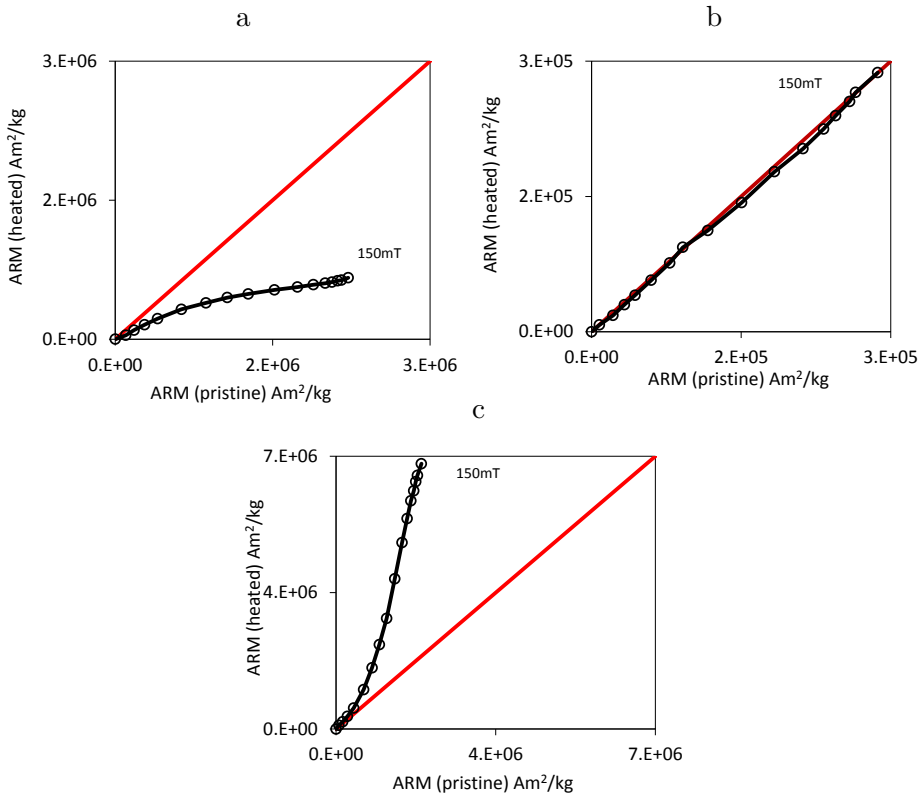 a
3.E+06
2.E+06
0.E+00
ARM (heated) Am²/kg
150mT
0.E+00 2.E+06 3.E+06
ARM (pristine) Am²/kg
b
3.E+05
2.E+05
0.E+00
ARM (heated) Am²/kg
150mT
0.E+00 2.E+05 3.E+05
ARM (pristine) Am²/kg
c
7.E+06
4.E+06
0.E+00
ARM (heated) Am²/kg
150mT
0.E+00 4.E+06 7.E+06
ARM (pristine) Am²/kg